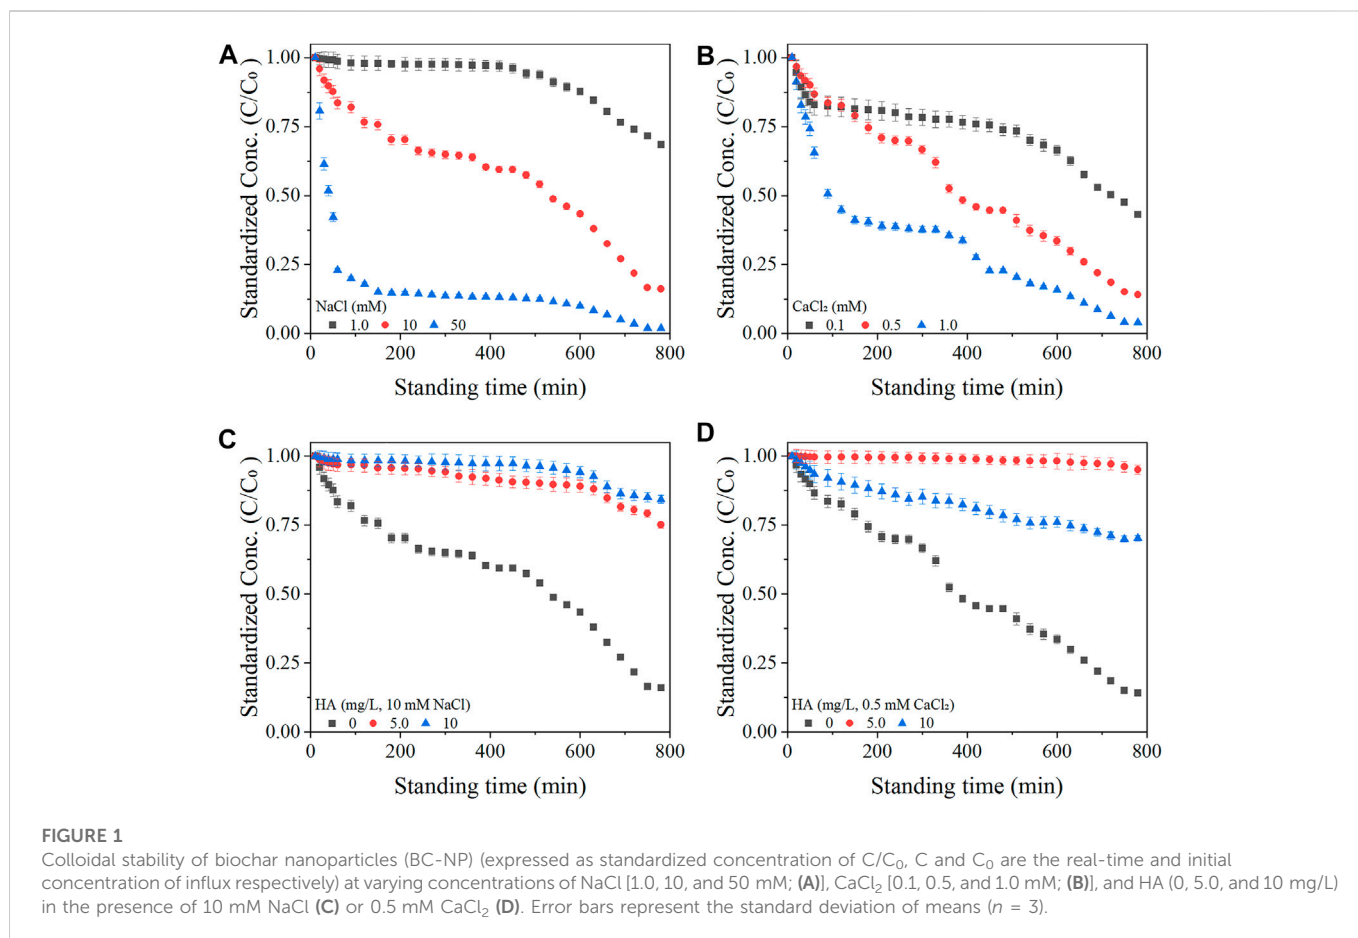 A
Standardized Conc. (C/C₀ )
1.00
0.75
0.50
0.25
0.00
NaCl (mM)
1.0 10 50
0 200 400 600 800
Standing time (min)
B
Standardized Conc. (C/C₀ )
1.00
0.75
0.50
0.25
0.00
CaCl₂ (mM)
0.1 0.5 1.0
0 200 400 600 800
Standing time (min)
C
Standardized Conc. (C/C₀ )
1.00
0.75
0.50
0.25
0.00
HA (mg/L, 10 mM NaCl)
0 5.0 10
0 200 400 600 800
Standing time (min)
D
Standardized Conc. (C/C₀ )
1.00
0.75
0.50
0.25
0.00
HA (mg/L, 0.5 mM CaCl₂)
0 5.0 10
0 200 400 600 800
Standing time (min)
FIGURE 1
Colloidal stability of biochar nanoparticles (BC-NP) (expressed as standardized concentration of C/C₀, C and C₀ are the real-time and initial
concentration of influx respectively) at varying concentrations of NaCl [1.0, 10, and 50 mM; (A)], CaCl₂ [0.1, 0.5, and 1.0 mM; (B)], and HA (0, 5.0, and 10 mg/L)
in the presence of 10 mM NaCl (C) or 0.5 mM CaCl₂ (D). Error bars represent the standard deviation of means (n = 3).